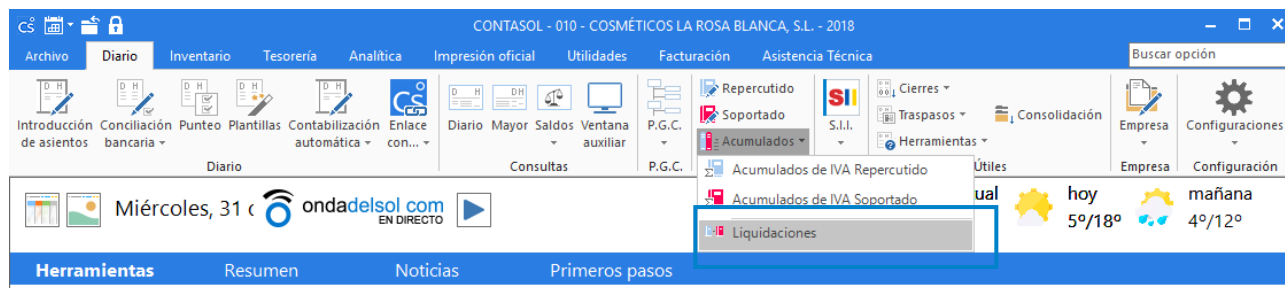 CONTASOL - 010 - COSMÉTICOS LA ROSA BLANCA, S.L. - 2018
Archivo Diario Inventario Tesorería Analítica Impresión oficial Utilidades Facturación Asistencia Técnica Buscar opción
Introducción de asientos
Conciliación bancaria
Punteo
Plantillas
Contabilización automática
Enlace con...
Diario
Diario
Mayor
Saldos
Ventana auxiliar
Consultas
P.G.C.
P.G.C.
Repercutido
Soportado
Acumulados
SII
S.I.I.
Cierres
Traspasos
Herramientas
Consolidación
Útiles
Empresa
Empresa
Configuraciones
Configuración
Acumulados de IVA Repercutido
Acumulados de IVA Soportado
Liquidaciones
Miércoles, 31
ondadelsol com
EN DIRECTO
hoy
5º/18º
mañana
4º/12º
Herramientas Resumen Noticias Primeros pasos